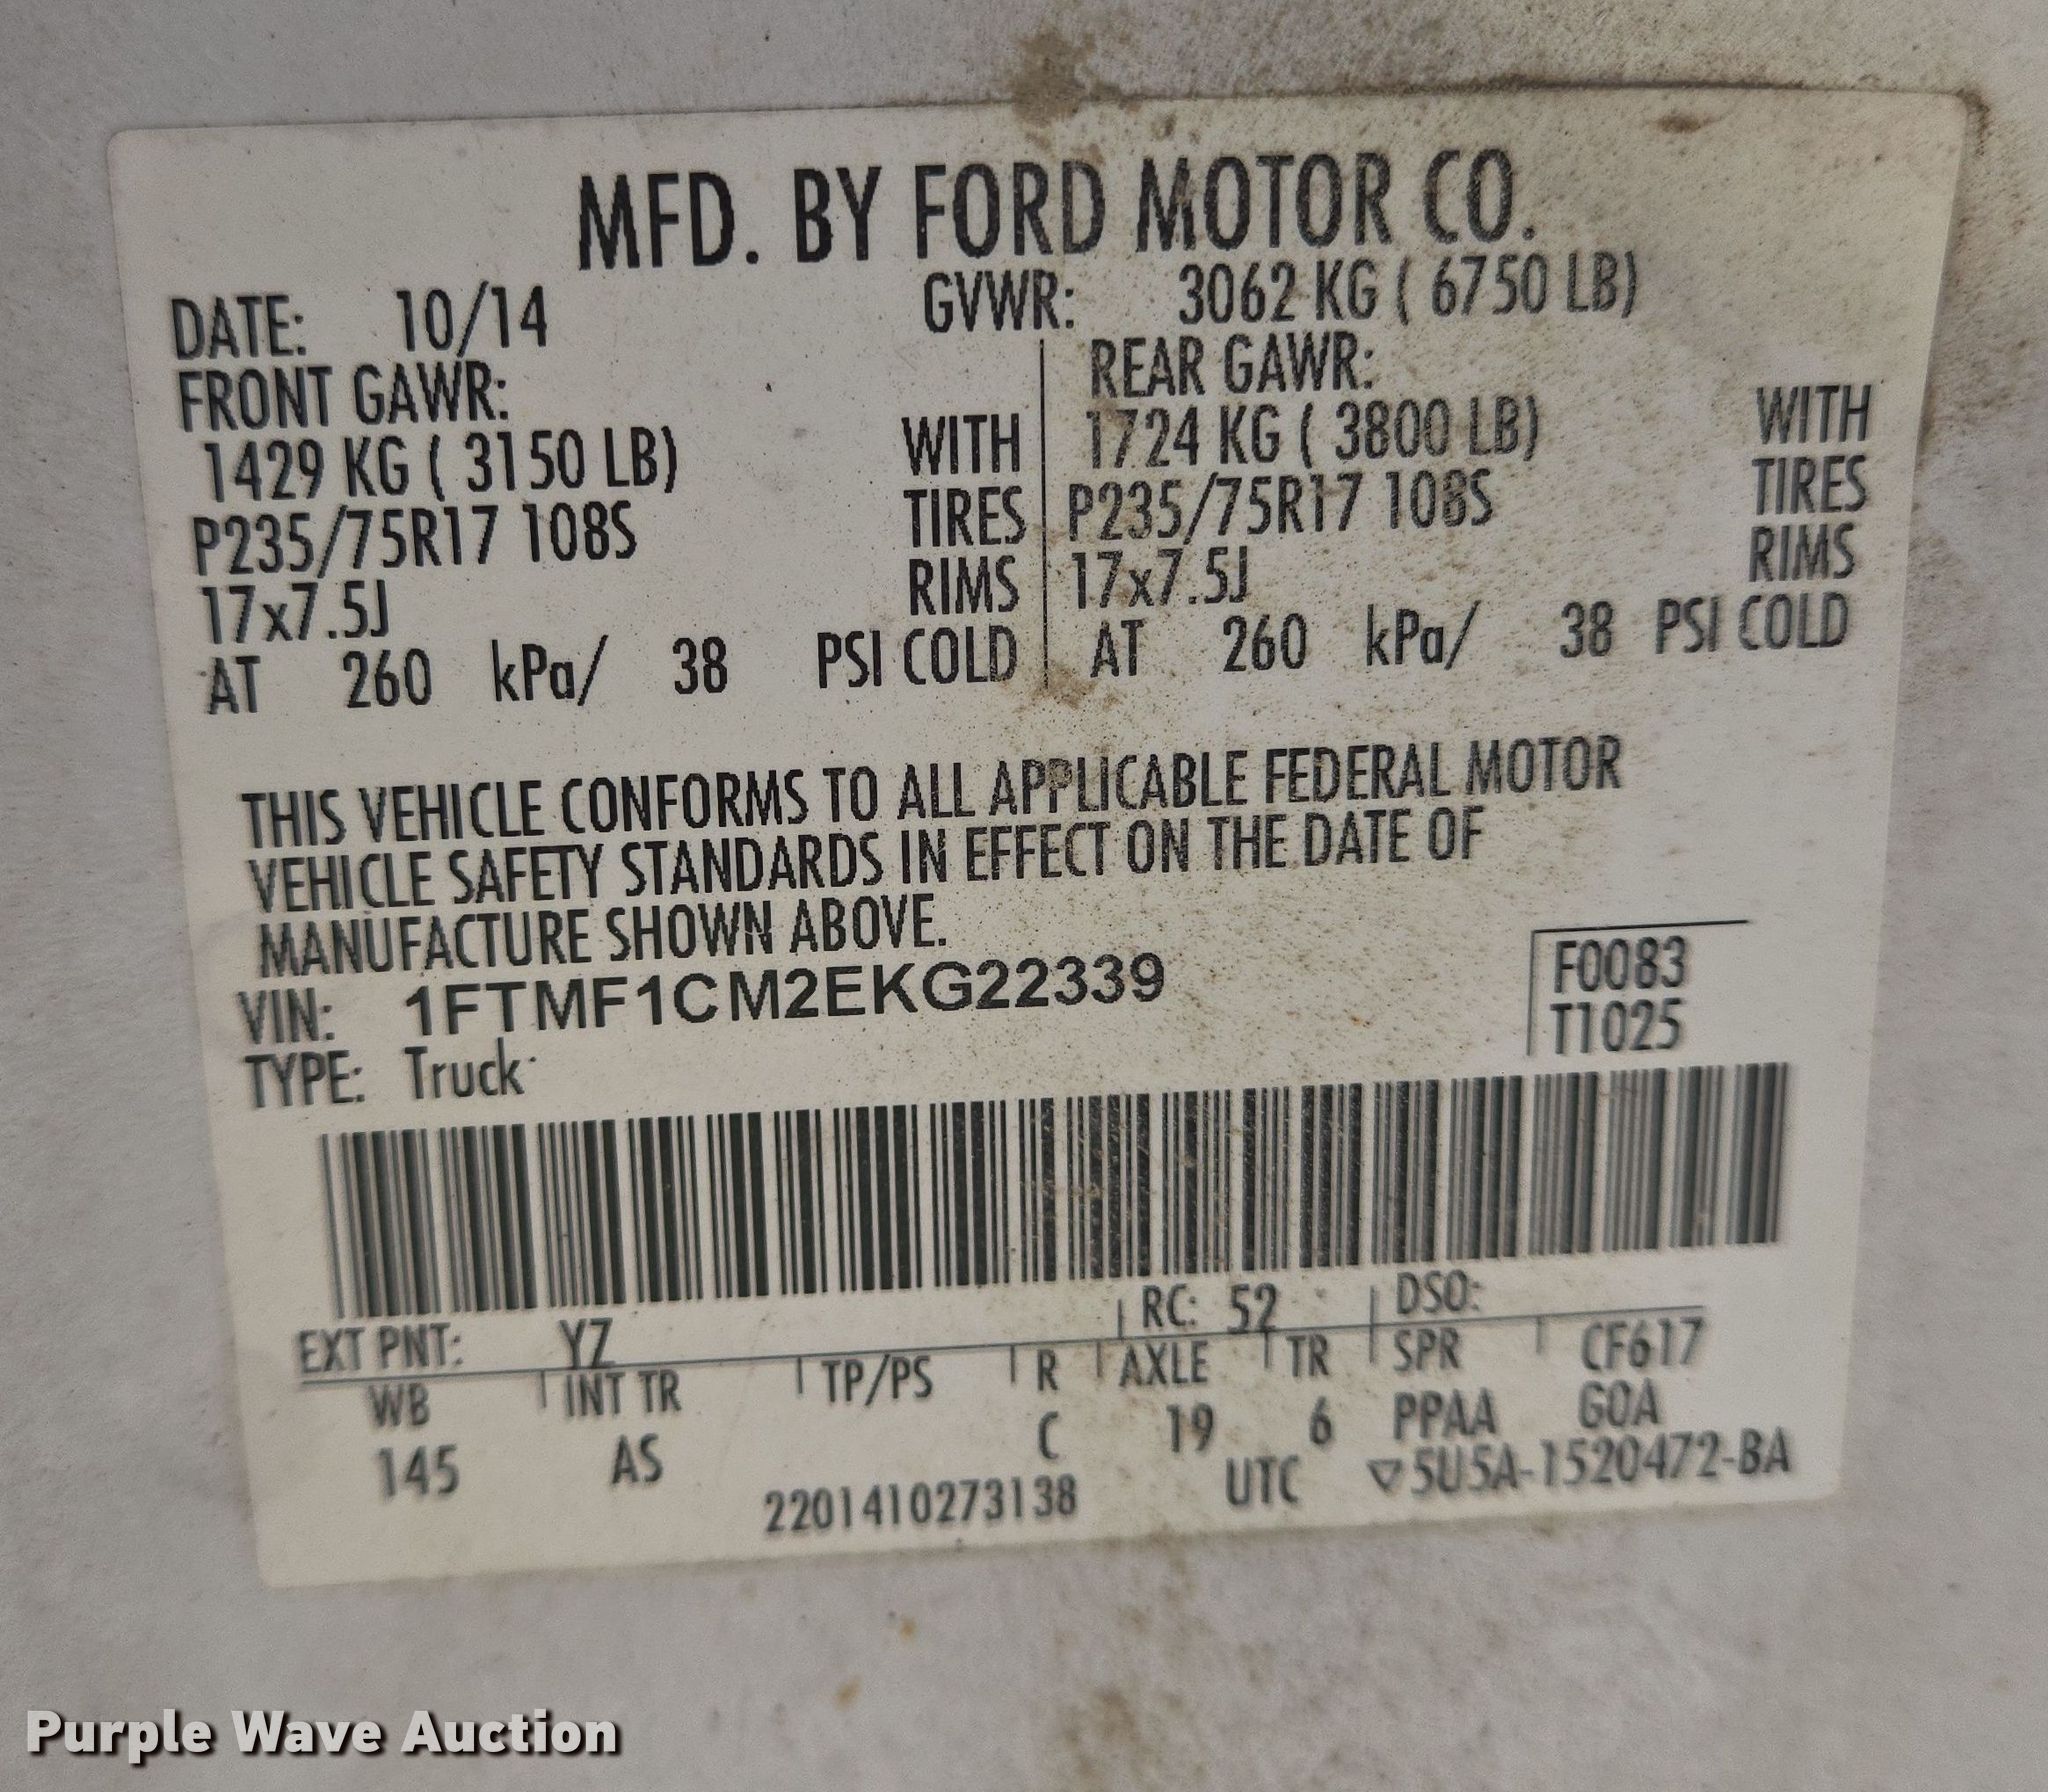 MFD. BY FORD MOTOR CO.
DATE: 10/14 GVWR: 3062 KG ( 6750 LB)
FRONT GAWR: REAR GAWR:
1429 KG ( 3150 LB) WITH 1724 KG ( 3800 LB) WITH
P235/75R17 108S TIRES P235/75R17 108S TIRES
17x7.5J RIMS 17x7.5J RIMS
AT 260 kPa/ 38 PSI COLD AT 260 kPa/ 38 PSI COLD
THIS VEHICLE CONFORMS TO ALL APPLICABLE FEDERAL MOTOR
VEHICLE SAFETY STANDARDS IN EFFECT ON THE DATE OF
MANUFACTURE SHOWN ABOVE.
F0083
VIN: 1FTMF1CM2EKG22339
T1025
TYPE: Truck
EXT PNT: YZ RC: 52 DSO:
WB INT TR TP/PS R AXLE TR SPR CF617
145 AS C 19 6 PPAA GOA
2201410273138 UTC ▽5U5A-1520472-BA
Purple Wave Auction